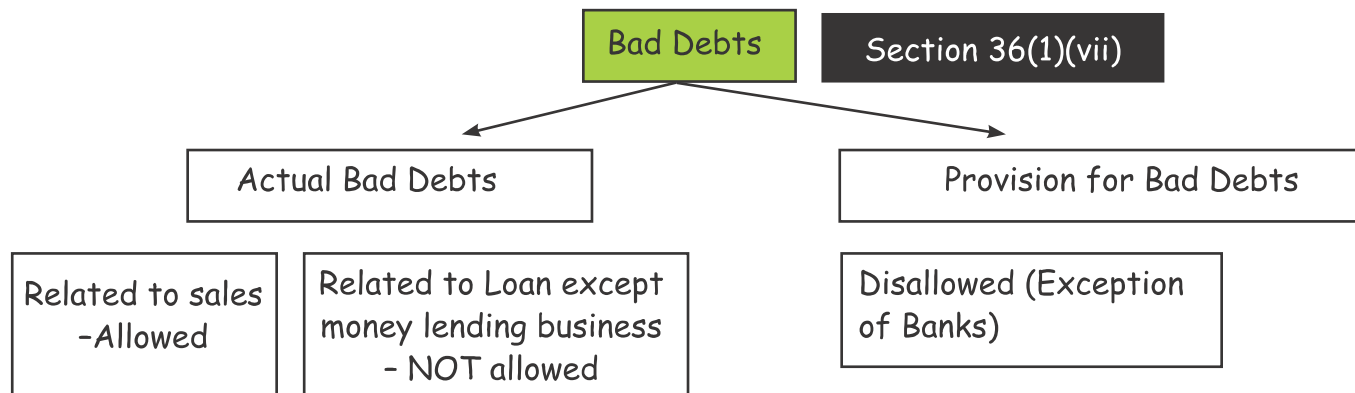 Bad Debts
Section 36(1)(vii)
Actual Bad Debts
Provision for Bad Debts
Related to sales
–Allowed
Related to Loan except
money lending business
– NOT allowed
Disallowed (Exception
of Banks)